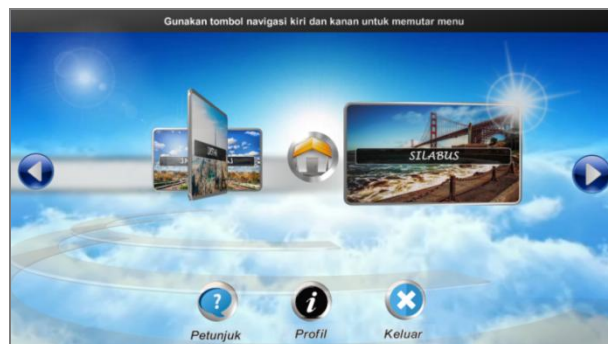 Gunakan tombol navigasi kiri dan kanan untuk memutar menu
SILABUS
Petunjuk
Profil
Keluar